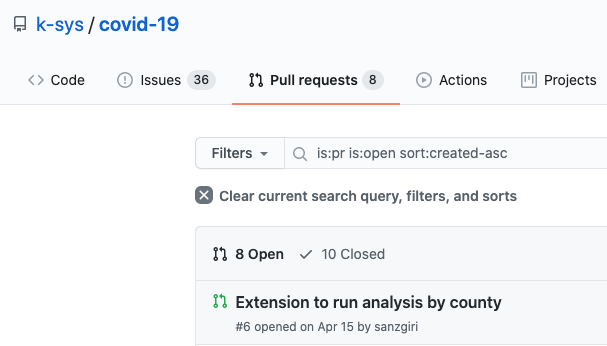 k-sys / covid-19
Code Issues 36 Pull requests 8 Actions Projects
Filters is:pr is:open sort:created-asc
Clear current search query, filters, and sorts
8 Open 10 Closed
Extension to run analysis by county
#6 opened on Apr 15 by sanzgiri